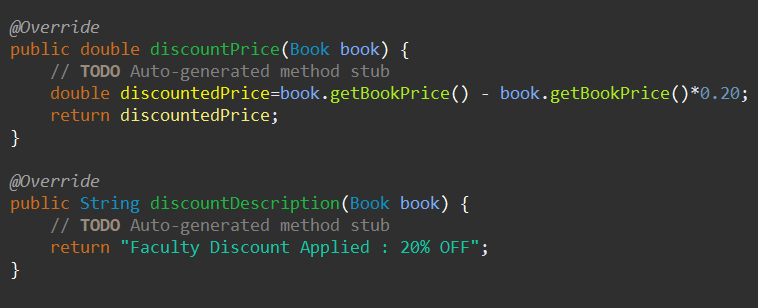 @Override
public double discountPrice(Book book) {
// TODO Auto-generated method stub
double discountedPrice=book.getBookPrice() - book.getBookPrice()*0.20;
return discountedPrice;
}
@Override
public String discountDescription(Book book) {
// TODO Auto-generated method stub
return "Faculty Discount Applied : 20% OFF";
}